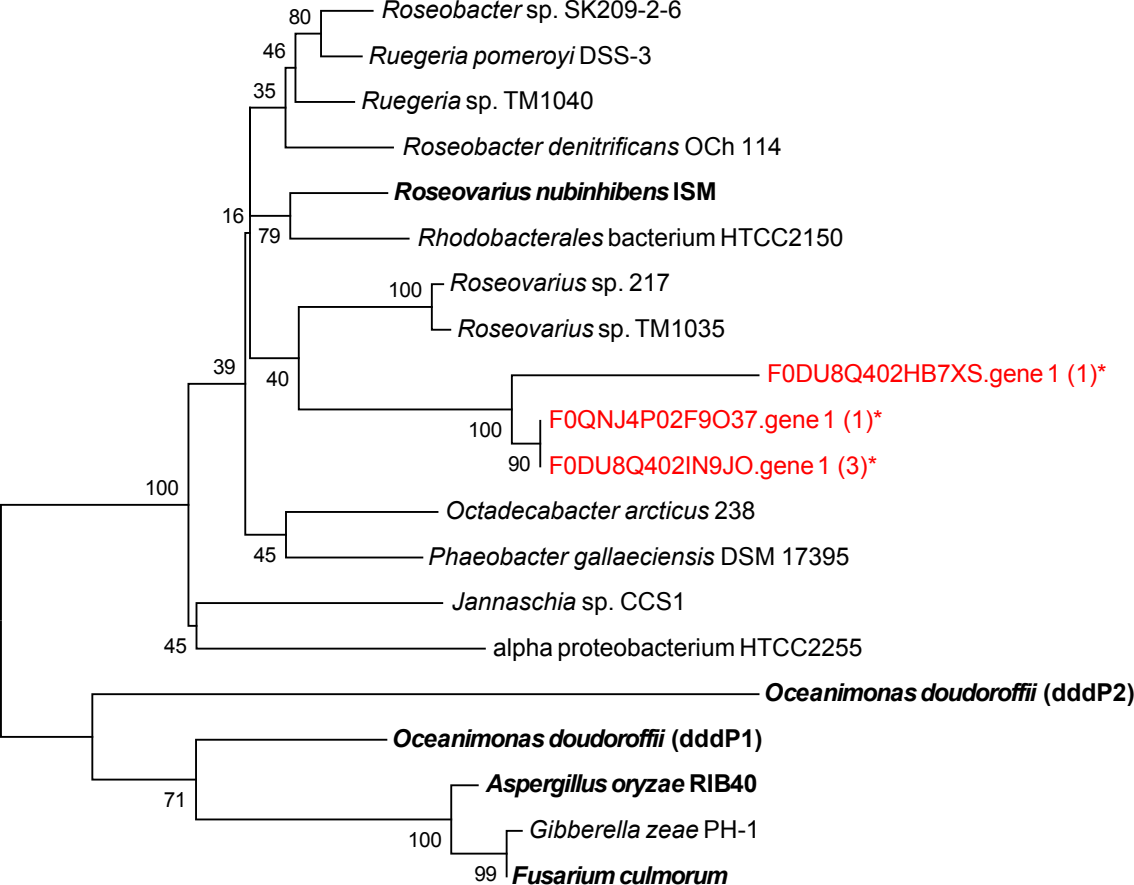 80
Roseobacter sp. SK209-2-6
46
Ruegeria pomeroyi DSS-3
35
Ruegeria sp. TM1040
Roseobacter denitrificans OCh 114
Roseovarius nubinhibens ISM
16
79
Rhodobacterales bacterium HTCC2150
100
Roseovarius sp. 217
Roseovarius sp. TM1035
39
40
F0DU8Q402HB7XS.gene 1 (1)*
100
F0QNJ4P02F9O37.gene 1 (1)*
90
F0DU8Q402IN9JO.gene 1 (3)*
100
Octadecabacter arcticus 238
45
Phaeobacter gallaeciensis DSM 17395
Jannaschia sp. CCS1
45
alpha proteobacterium HTCC2255
Oceanimonas doudoroffii (dddP2)
Oceanimonas doudoroffii (dddP1)
71
Aspergillus oryzae RIB40
100
Gibberella zeae PH-1
99
Fusarium culmorum